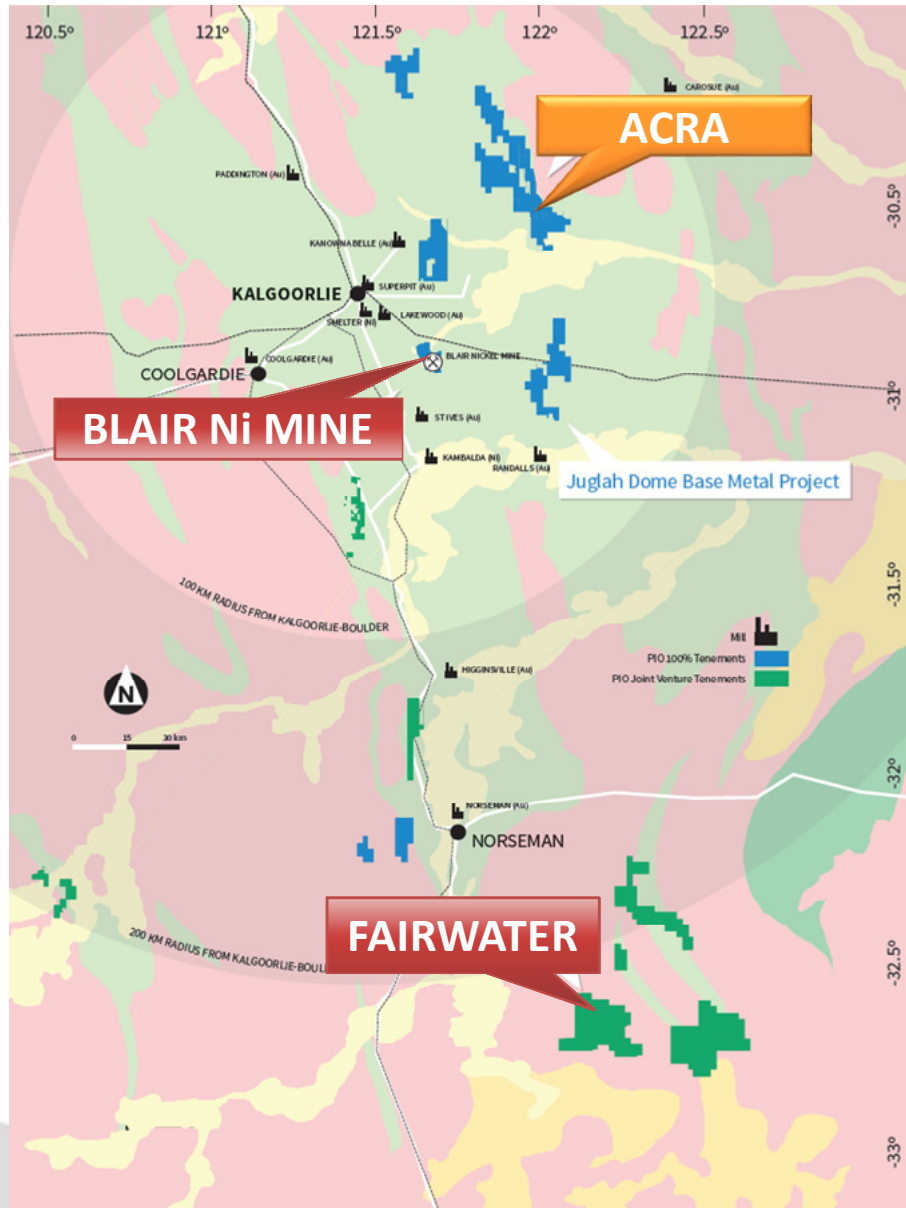 120.5º 121º 121.5º 122º 122.5º
CAROSUE (Au)
ACRA
PADDINGTON (Au)
-30.5º
KANOWNA BELLE (Au)
SUPERPIT (Au)
KALGOORLIE
LAKEWOOD (Au)
SMELTER (Ni)
BLAIR NICKEL MINE
COOLGARDIE (Au)
COOLGARDIE
-31º
BLAIR Ni MINE
ST IVES (Au)
KAMBALDA (Ni)
RANDALLS (Au)
Juglah Dome Base Metal Project
-31.5º
100 KM RADIUS FROM KALGOORLIE-BOULDER
Mill
PIO 100% Tenements
PIO Joint Venture Tenements
HIGGINSVILLE (Au)
N
0 15 30 km
-32º
NORSEMAN (Au)
NORSEMAN
FAIRWATER
200 KM RADIUS FROM KALGOORLIE-BOUL
-32.5º
-33º